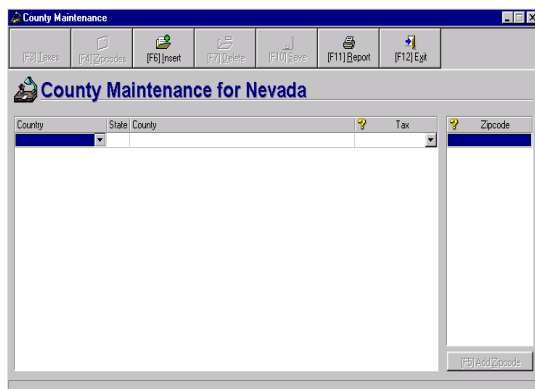 County Maintenance
[F3] Taxes [F4] Zipcodes [F6] Insert [F7] Delete [F10] Save [F11] Report [F12] Exit
County Maintenance for Nevada
Country State County ? Tax ? Zipcode
[F5] Add Zipcode